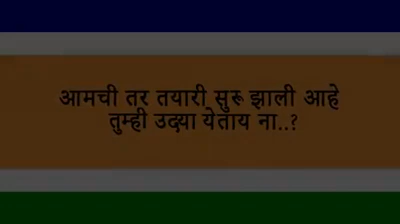 आमची तर तयारी सुरू झाली आहे
तुम्ही उद्या येताय ना..?